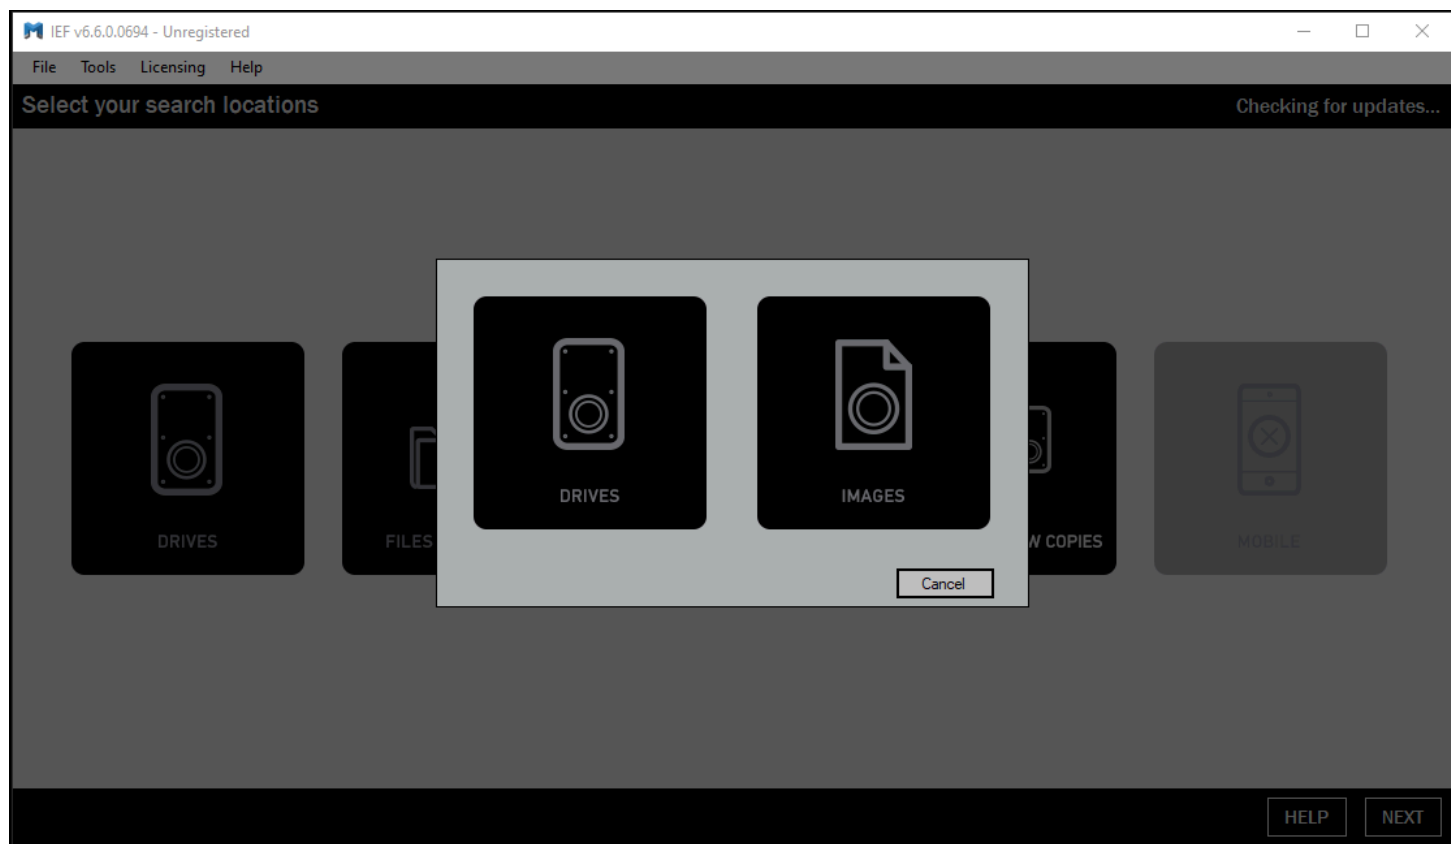 IEF v6.6.0.0694 - Unregistered
File Tools Licensing Help
Select your search locations
Checking for updates...
DRIVES
IMAGES
DRIVES
FILES
W COPIES
MOBILE
Cancel
HELP
NEXT